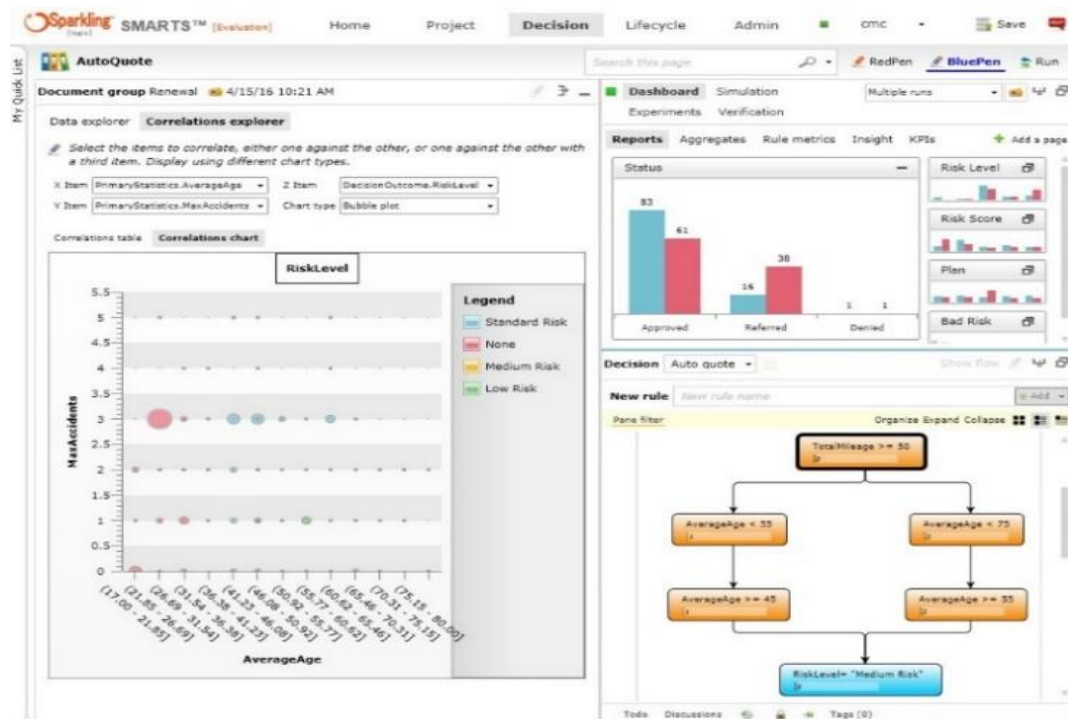 Sparkling SMARTS™ [Evaluation] Home Project Decision Lifecycle Admin cmc Save
[logic]
My Quick List
AutoQuote
Search this page
RedPen BluePen Run
Document group Renewal 4/15/16 10:21 AM
Data explorer Correlations explorer
Select the items to correlate, either one against the other, or one against the other with
a third item. Display using different chart types.
X Item PrimaryStatistics.AverageAge Z Item DecisionOutcome.RiskLevel
Y Item PrimaryStatistics.MaxAccidents Chart type Bubble plot
Correlations table Correlations chart
RiskLevel
5.5
5
4.5
4
3.5
3
2.5
2
1.5
1
0.5
0
MaxAccidents
(17.00 - 21.85]
(21.85 - 26.69]
(26.69 - 31.54]
(31.54 - 36.38]
(36.38 - 41.23]
(41.23 - 46.08]
(46.08 - 50.92]
(50.92 - 55.77]
(55.77 - 60.62]
(60.62 - 65.46]
(65.46 - 70.31]
(70.31 - 75.15]
(75.15 - 80.00]
AverageAge
Legend
Standard Risk
None
Medium Risk
Low Risk
Dashboard Simulation
Multiple runs
Experiments Verification
Reports Aggregates Rule metrics Insight KPIs Add a page
Status
83
61
16
38
1
1
Approved Referred Denied
Risk Level
Risk Score
Plan
Bad Risk
Decision Auto quote Show flow
New rule New rule name Add
Pane filter Organize Expand Collapse
TotalMileage >= 50
AverageAge < 55
AverageAge < 75
AverageAge >= 45
AverageAge >= 55
RiskLevel= "Medium Risk"
Todo Discussions Tags (0)